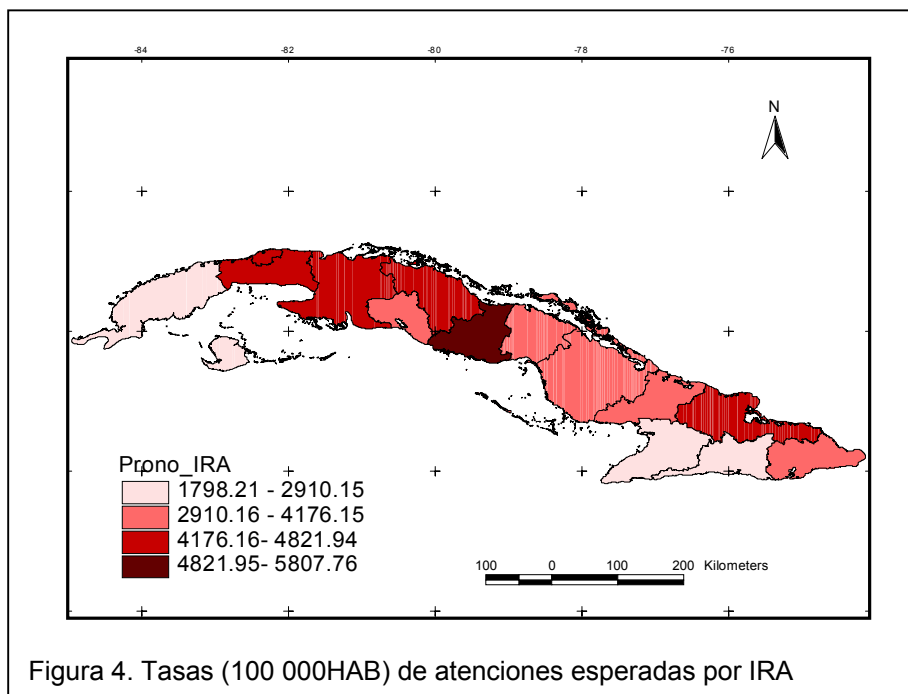 -84 -82 -80 -78 -76
N
Prono_IRA
1798.21 - 2910.15
2910.16 - 4176.15
4176.16- 4821.94
4821.95- 5807.76
100 0 100 200 Kilometers
Figura 4. Tasas (100 000HAB) de atenciones esperadas por IRA